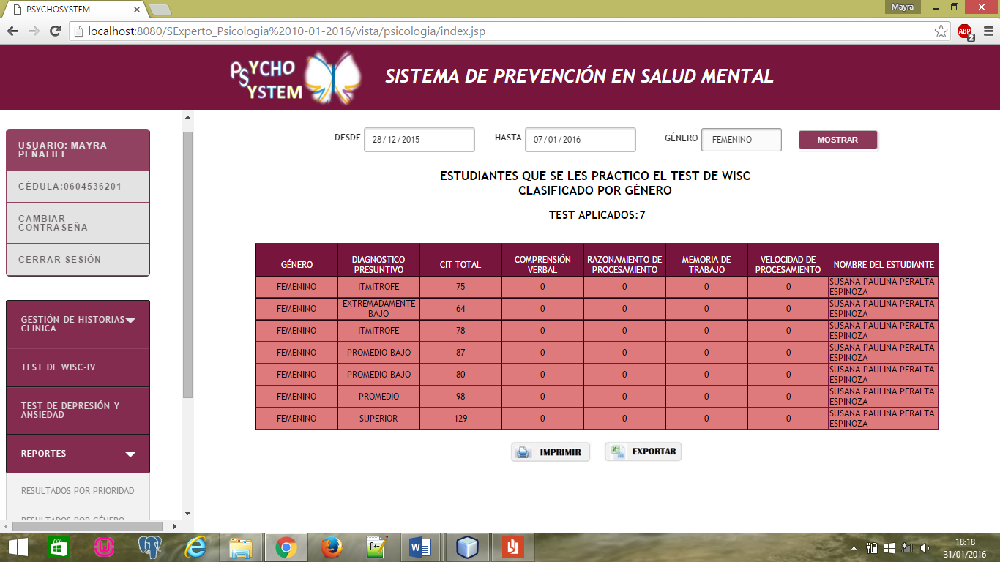 PSYCHOSYSTEM
Mayra
localhost:8080/SExperto_Psicologia%2010-01-2016/vista/psicologia/index.jsp
ABP
2
PSYCHO
SYSTEM
SISTEMA DE PREVENCIÓN EN SALUD MENTAL
USUARIO: MAYRA
PEÑAFIEL
CÉDULA:0604536201
CAMBIAR
CONTRASEÑA
CERRAR SESIÓN
GESTIÓN DE HISTORIAS
CLINICA
TEST DE WISC-IV
TEST DE DEPRESIÓN Y
ANSIEDAD
REPORTES
RESULTADOS POR PRIORIDAD
RESULTADOS POR GÉNERO
DESDE 28/12/2015 HASTA 07/01/2016 GÉNERO FEMENINO MOSTRAR
ESTUDIANTES QUE SE LES PRACTICO EL TEST DE WISC
CLASIFICADO POR GÉNERO
TEST APLICADOS:7
GÉNERO DIAGNOSTICO PRESUNTIVO CIT TOTAL COMPRENSIÓN VERBAL RAZONAMIENTO DE PROCESAMIENTO MEMORIA DE TRABAJO VELOCIDAD DE PROCESAMIENTO NOMBRE DEL ESTUDIANTE
FEMENINO ITMITROFE 75 0 0 0 0 SUSANA PAULINA PERALTA ESPINOZA
FEMENINO EXTREMADAMENTE BAJO 64 0 0 0 0 SUSANA PAULINA PERALTA ESPINOZA
FEMENINO ITMITROFE 78 0 0 0 0 SUSANA PAULINA PERALTA ESPINOZA
FEMENINO PROMEDIO BAJO 87 0 0 0 0 SUSANA PAULINA PERALTA ESPINOZA
FEMENINO PROMEDIO BAJO 80 0 0 0 0 SUSANA PAULINA PERALTA ESPINOZA
FEMENINO PROMEDIO 98 0 0 0 0 SUSANA PAULINA PERALTA ESPINOZA
FEMENINO SUPERIOR 129 0 0 0 0 SUSANA PAULINA PERALTA ESPINOZA
IMPRIMIR EXPORTAR
18:18
31/01/2016